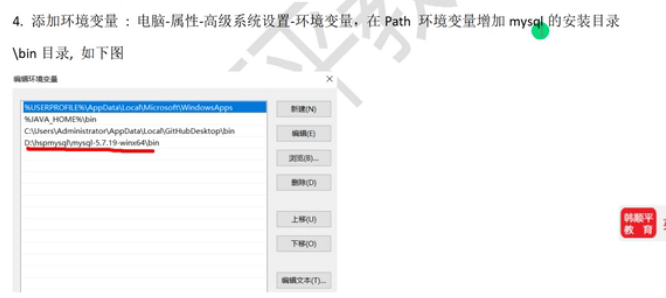 4. 添加环境变量 : 电脑-属性-高级系统设置-环境变量，在 Path 环境变量增加 mysql 的安装目录
\bin 目录, 如下图
编辑环境变量
%USERPROFILE%\AppData\Local\Microsoft\WindowsApps
%JAVA_HOME%\bin
C:\Users\Administrator\AppData\Local\GitHubDesktop\bin
D:\hspmysql\mysql-5.7.19-winx64\bin
新建(N)
编辑(E)
浏览(B)...
删除(D)
上移(U)
下移(O)
编辑文本(T)...
韩顺平
教育